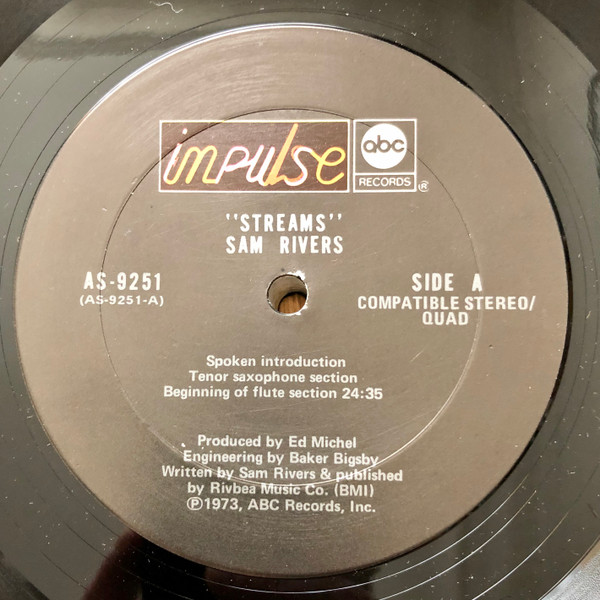 impulse
abc
RECORDS
®
"STREAMS"
SAM RIVERS
AS-9251
(AS-9251-A)
SIDE A
COMPATIBLE STEREO/
QUAD
Spoken introduction
Tenor saxophone section
Beginning of flute section 24:35
Produced by Ed Michel
Engineering by Baker Bigsby
Written by Sam Rivers & published
by Rivbea Music Co. (BMI)
℗1973, ABC Records, Inc.